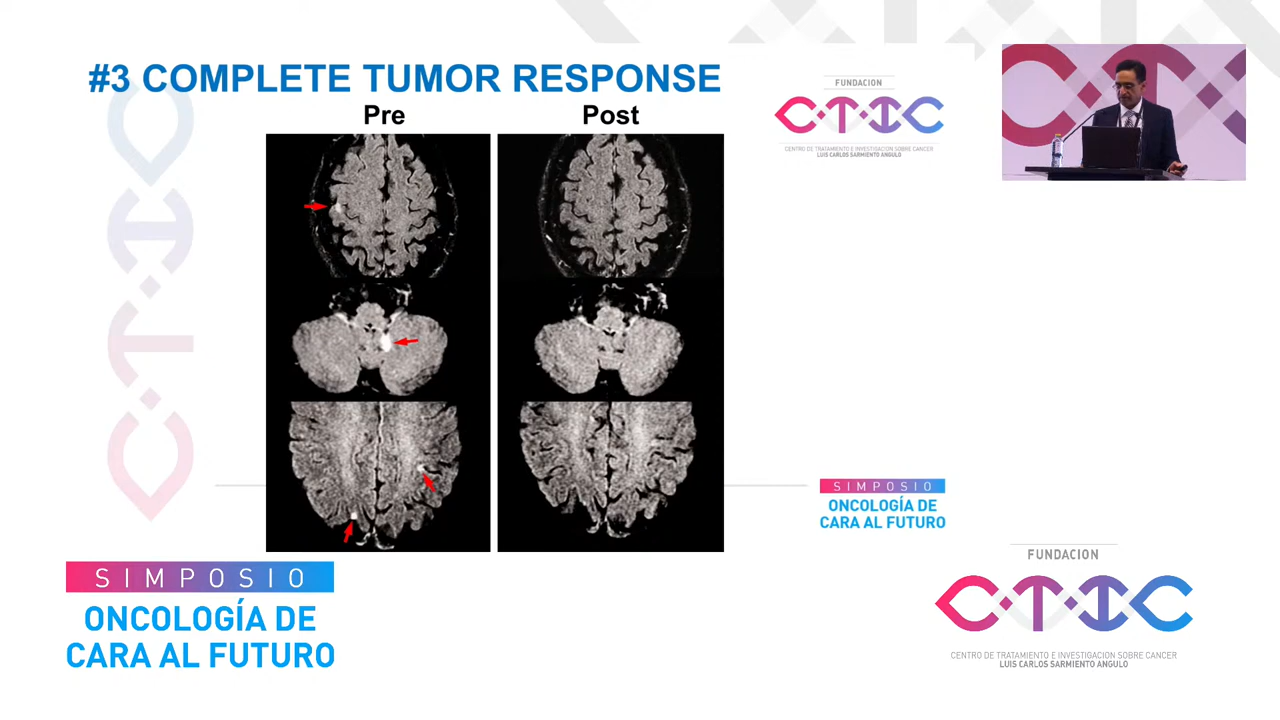 #3 COMPLETE TUMOR RESPONSE
Pre
Post
FUNDACION
C·T·I·C
CENTRO DE TRATAMIENTO E INVESTIGACION SOBRE CANCER
LUIS CARLOS SARMIENTO ANGULO
C·T·I·C
SIMPOSIO
ONCOLOGÍA DE
CARA AL FUTURO
SIMPOSIO
ONCOLOGÍA DE
CARA AL FUTURO
FUNDACION
C·T·I·C
CENTRO DE TRATAMIENTO E INVESTIGACION SOBRE CANCER
LUIS CARLOS SARMIENTO ANGULO